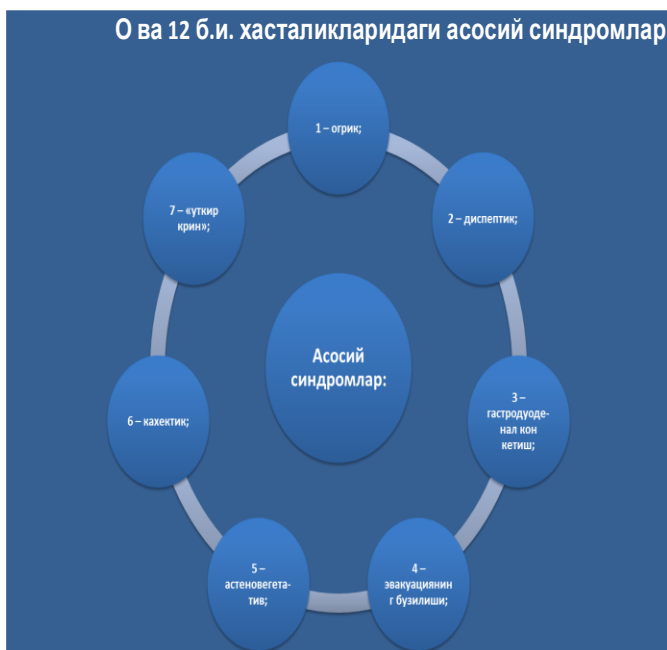 О ва 12 б.и. хасталикларидаги асосий синдромлар
1 – огрик;
2 – диспептик;
3 –
гастродуоде-
нал кон
кетиш;
4 –
эвакуациянин
г бузилиши;
5 –
астеновегета-
тив;
6 – кахектик;
7 – «уткир
крин»;
Асосий
синдромлар: